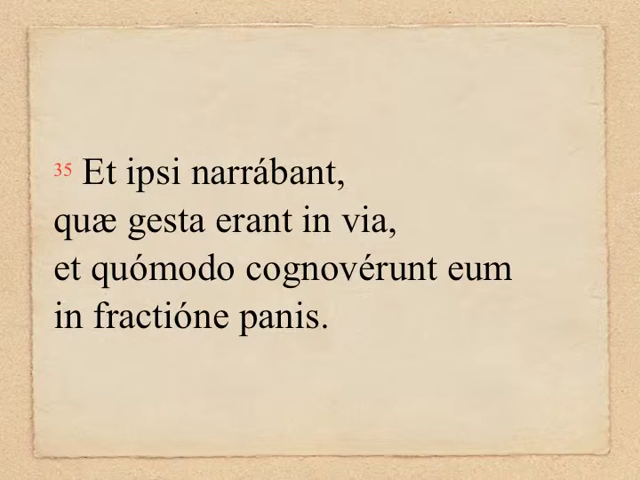 35 Et ipsi narrábant,
quæ gesta erant in via,
et quómodo cognovérunt eum
in fractióne panis.